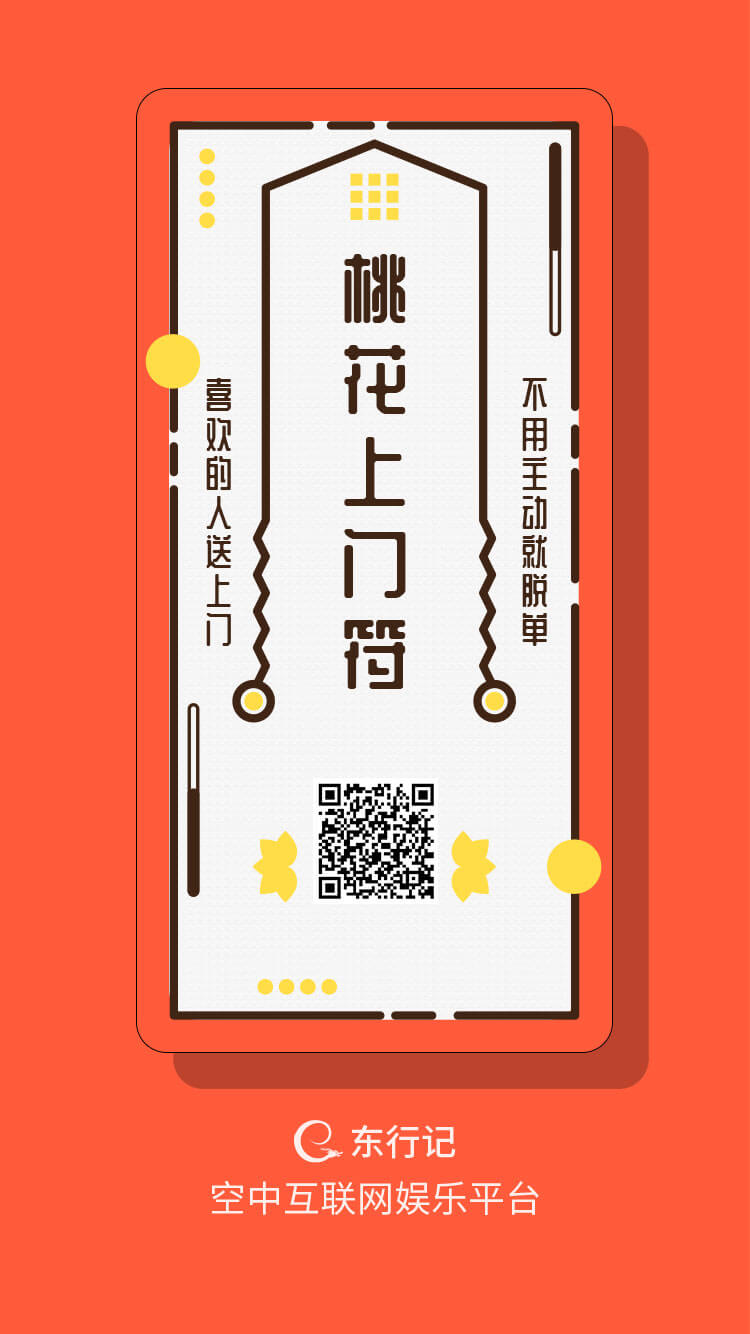 桃花上门符
不用主动就脱单
喜欢的人送上门
东行记
空中互联网娱乐平台